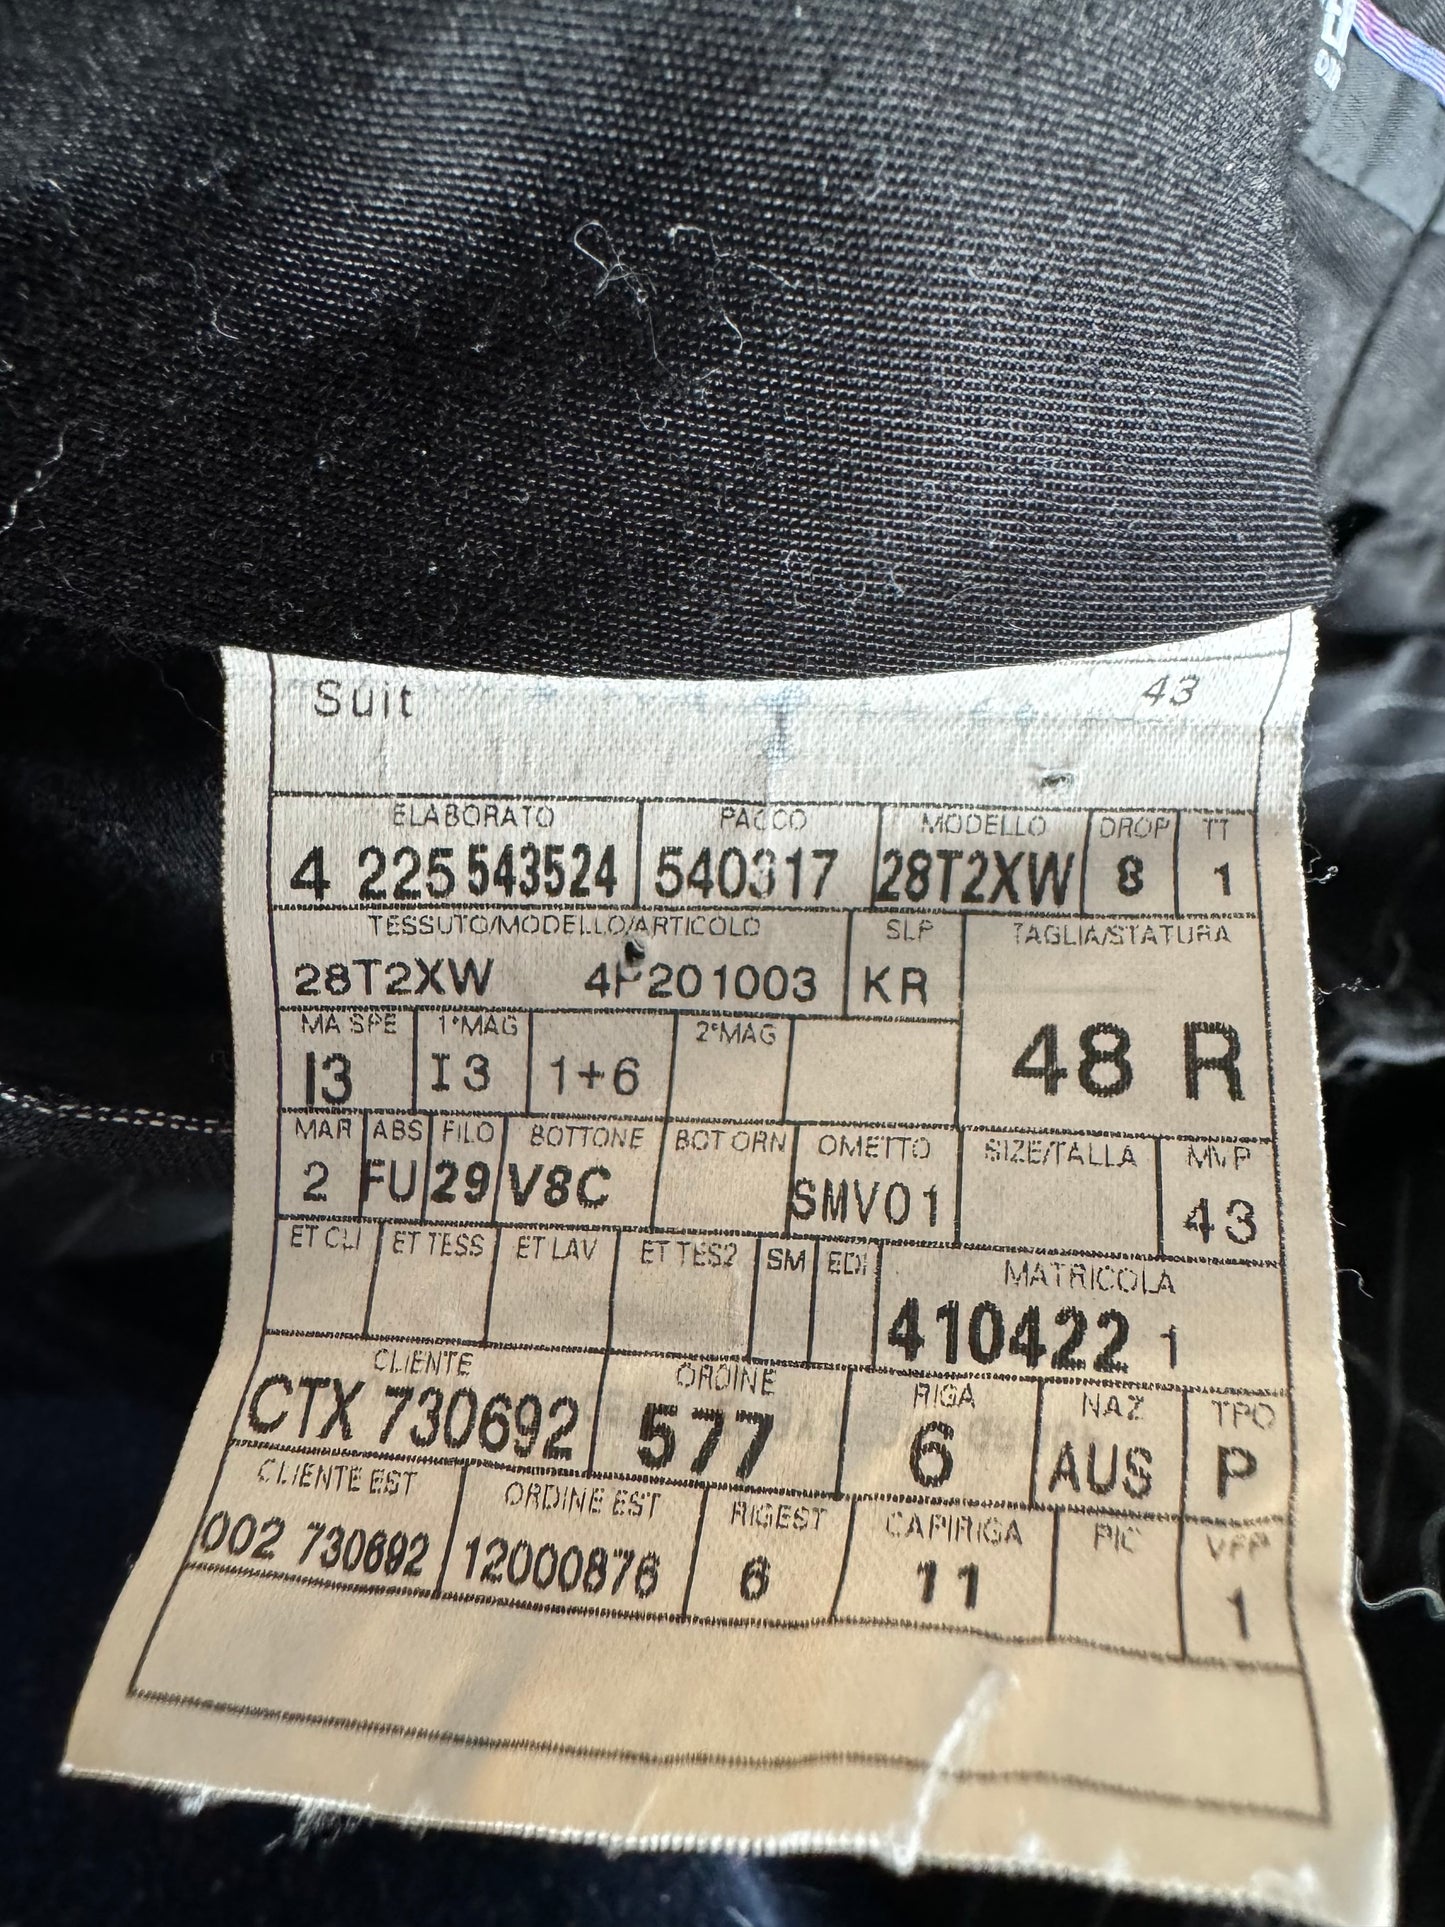 Suit 43
ELABORATO PACCO MODELLO DROP TT
4 225 543524 540317 28T2XW 8 1
TESSUTO/MODELLO/ARTICOLO SLP TAGLIA/STATURA
28T2XW 4P201003 KR 48 R
MA SPE 1°MAG 2°MAG
I3 I3 1+6
MAR ABS FILO BOTTONE BOT ORN OMETTO SIZE/TALLA MVP
2 FU 29 V8C SMV01 43
ET CLI ET TESS ET LAV ET TES2 SM EDI MATRICOLA
410422 1
CLIENTE ORDINE RIGA NAZ TPO
CTX 730692 577 6 AUS P
CLIENTE EST ORDINE EST RIGEST CAPIRIGA PIC VFP
002 730692 12000876 6 11 1